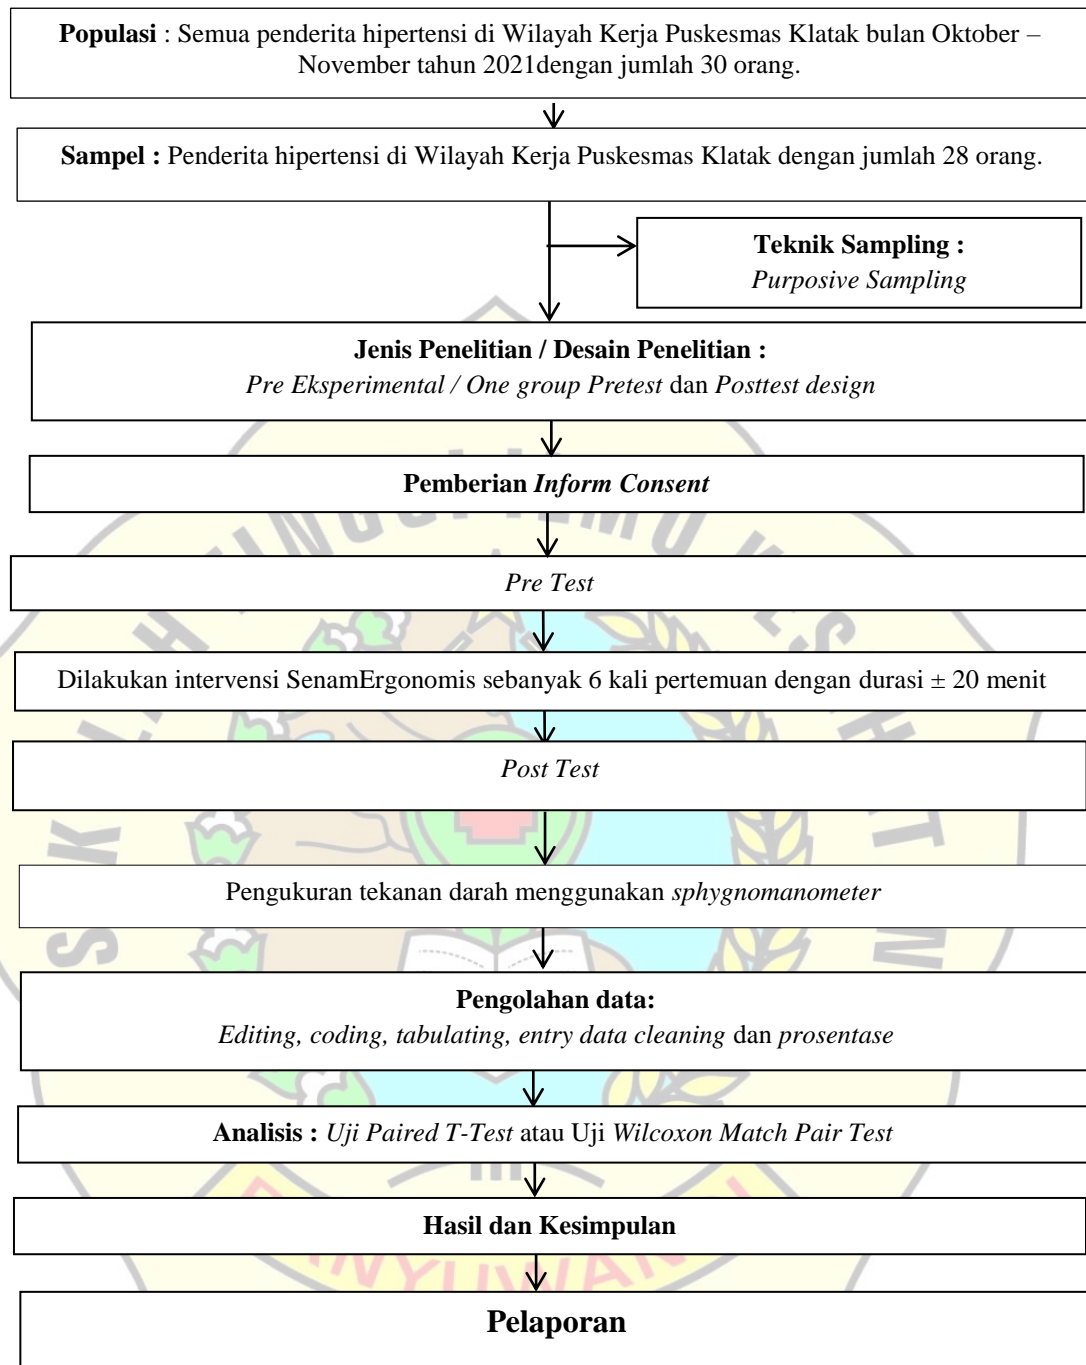 Populasi : Semua penderita hipertensi di Wilayah Kerja Puskesmas Klatak bulan Oktober –
November tahun 2021dengan jumlah 30 orang.
Sampel : Penderita hipertensi di Wilayah Kerja Puskesmas Klatak dengan jumlah 28 orang.
Teknik Sampling :
Purposive Sampling
Jenis Penelitian / Desain Penelitian :
Pre Eksperimental / One group Pretest dan Posttest design
Pemberian Inform Consent
Pre Test
Dilakukan intervensi SenamErgonomis sebanyak 6 kali pertemuan dengan durasi ± 20 menit
Post Test
Pengukuran tekanan darah menggunakan sphygnomanometer
Pengolahan data:
Editing, coding, tabulating, entry data cleaning dan prosentase
Analisis : Uji Paired T-Test atau Uji Wilcoxon Match Pair Test
Hasil dan Kesimpulan
Pelaporan